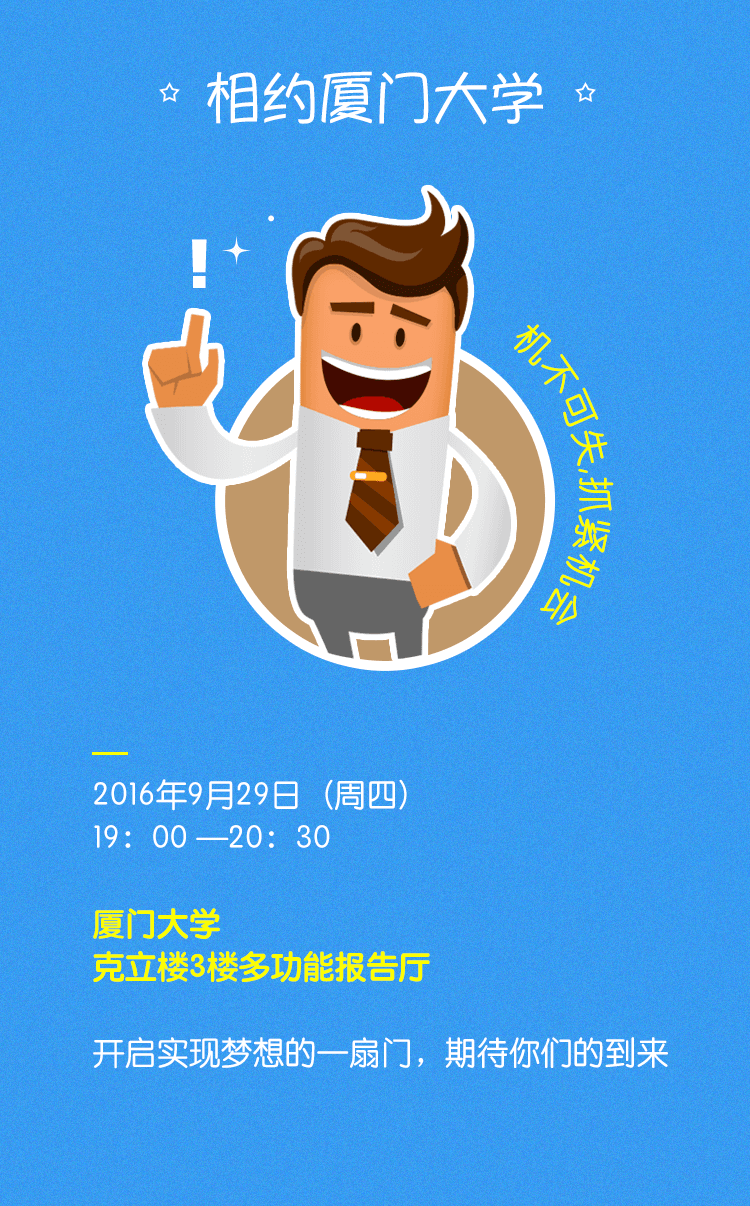 相约厦门大学
!
机不可失,抓紧机会
2016年9月29日（周四）
19：00 —20：30
厦门大学
克立楼3楼多功能报告厅
开启实现梦想的一扇门，期待你们的到来